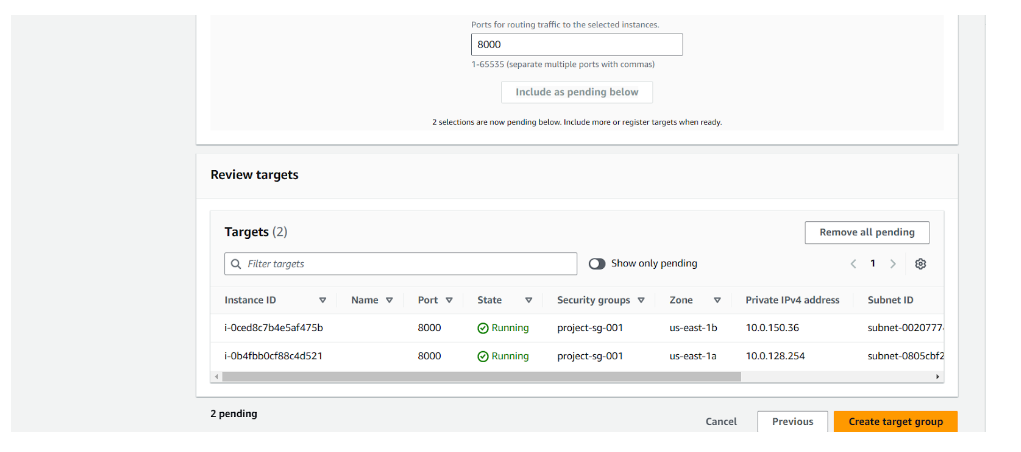 Ports for routing traffic to the selected instances.
8000
1-65535 (separate multiple ports with commas)
Include as pending below
2 selections are now pending below. Include more or register targets when ready.
Review targets
Targets (2)
Remove all pending
Filter targets
Show only pending
1
Instance ID Name Port State Security groups Zone Private IPv4 address Subnet ID
i-0ced8c7b4e5af475b 8000 Running project-sg-001 us-east-1b 10.0.150.36 subnet-0020777
i-0b4fbb0cf88c4d521 8000 Running project-sg-001 us-east-1a 10.0.128.254 subnet-0805cbf2
2 pending
Cancel
Previous
Create target group